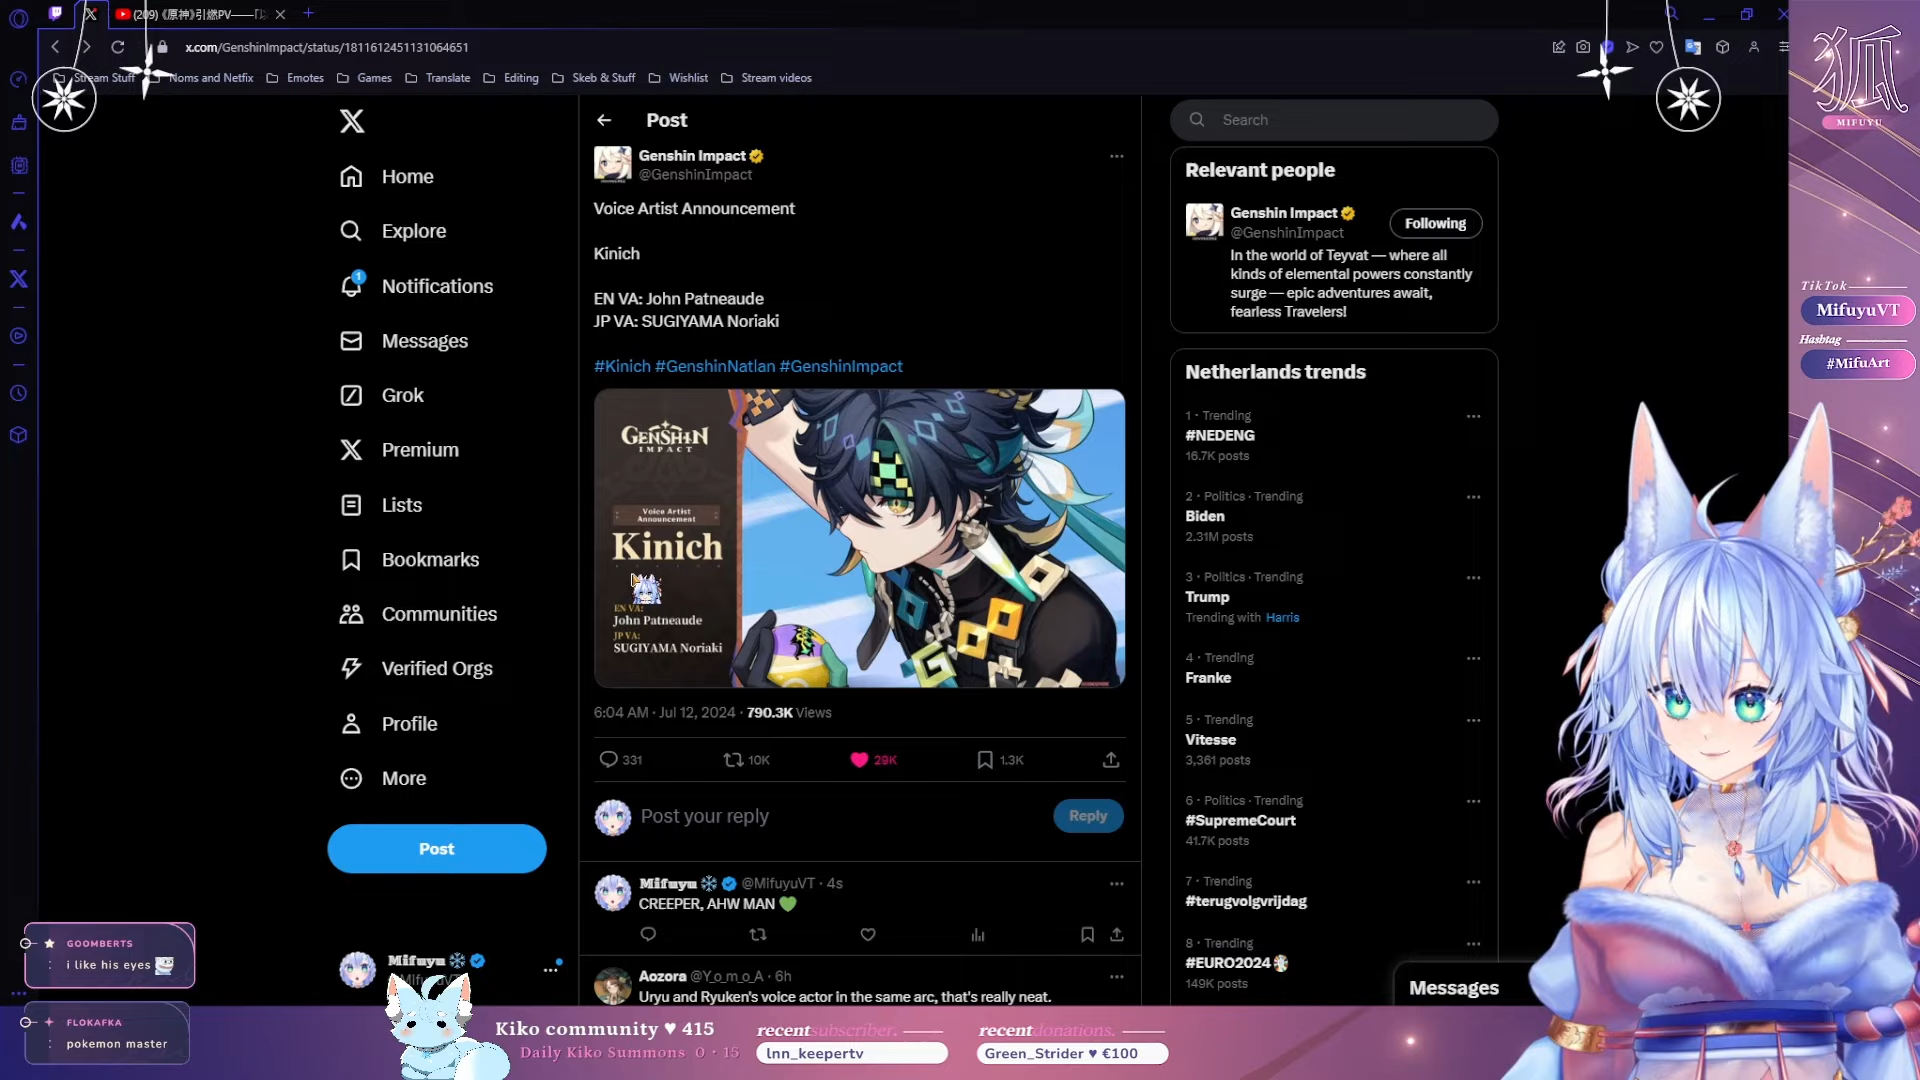 (209) 《原神》引燃PV——「
x.com/GenshinImpact/status/1811612451131064651
Stream Stuff
Noms and Netfix
Emotes
Games
Translate
Editing
Skeb & Stuff
Wishlist
Stream videos
Home
Explore
1
Notifications
Messages
Grok
Premium
Lists
Bookmarks
Communities
Verified Orgs
Profile
More
Post
Mifuyu
Post
Genshin Impact
@GenshinImpact
Voice Artist Announcement
Kinich
EN VA: John Patneaude
JP VA: SUGIYAMA Noriaki
#Kinich #GenshinNatlan #GenshinImpact
GENSHIN
IMPACT
Voice Artist
Announcement
Kinich
EN VA:
John Patneaude
JP VA:
SUGIYAMA Noriaki
6:04 AM · Jul 12, 2024 · 790.3K Views
331
10K
29K
1.3K
Post your reply
Reply
Mifuyu @MifuyuVT · 4s
CREEPER, AHW MAN
Aozora @Y_o_m_o_A · 6h
Uryu and Ryuken's voice actor in the same arc, that's really neat.
Search
Relevant people
Genshin Impact
@GenshinImpact
Following
In the world of Teyvat — where all
kinds of elemental powers constantly
surge — epic adventures await,
fearless Travelers!
Netherlands trends
1 · Trending
#NEDENG
16.7K posts
2 · Politics · Trending
Biden
2.31M posts
3 · Politics · Trending
Trump
Trending with Harris
4 · Trending
Franke
5 · Trending
Vitesse
3,361 posts
6 · Politics · Trending
#SupremeCourt
41.7K posts
7 · Trending
#terugvolgvrijdag
8 · Trending
#EURO2024
149K posts
Messages
狐
MIFUYU
TikTok
MifuyuVT
Hashtag
#MifuArt
GOOMBERTS
i like his eyes
FLOKAFKA
pokemon master
Kiko community ♥ 415
Daily Kiko Summons 0 · 15
recent subscriber.
lnn_keepertv
recent donations.
Green_Strider ♥ €100